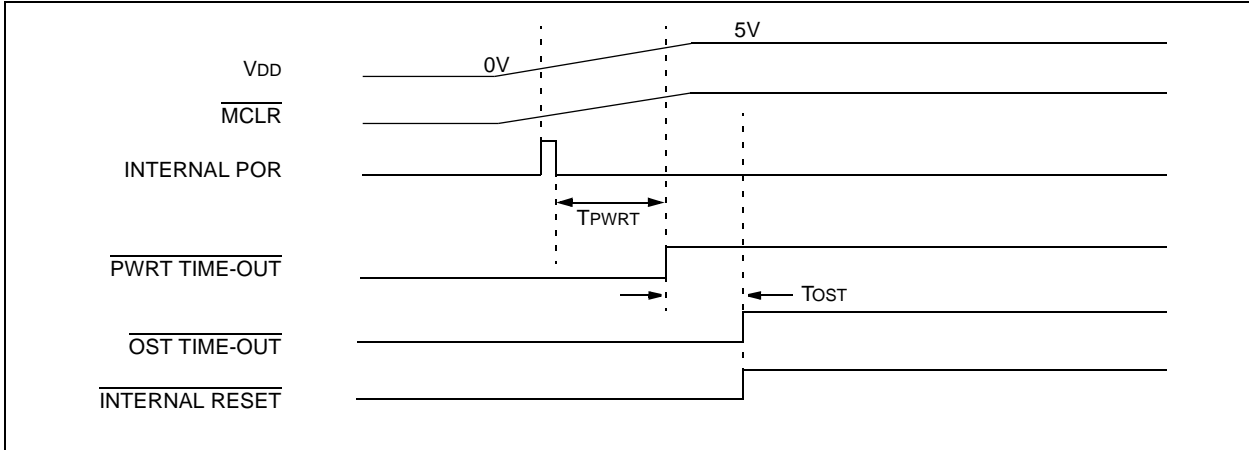 5V
VDD
0V
MCLR
INTERNAL POR
TPWRT
PWRT TIME-OUT
TOST
OST TIME-OUT
INTERNAL RESET